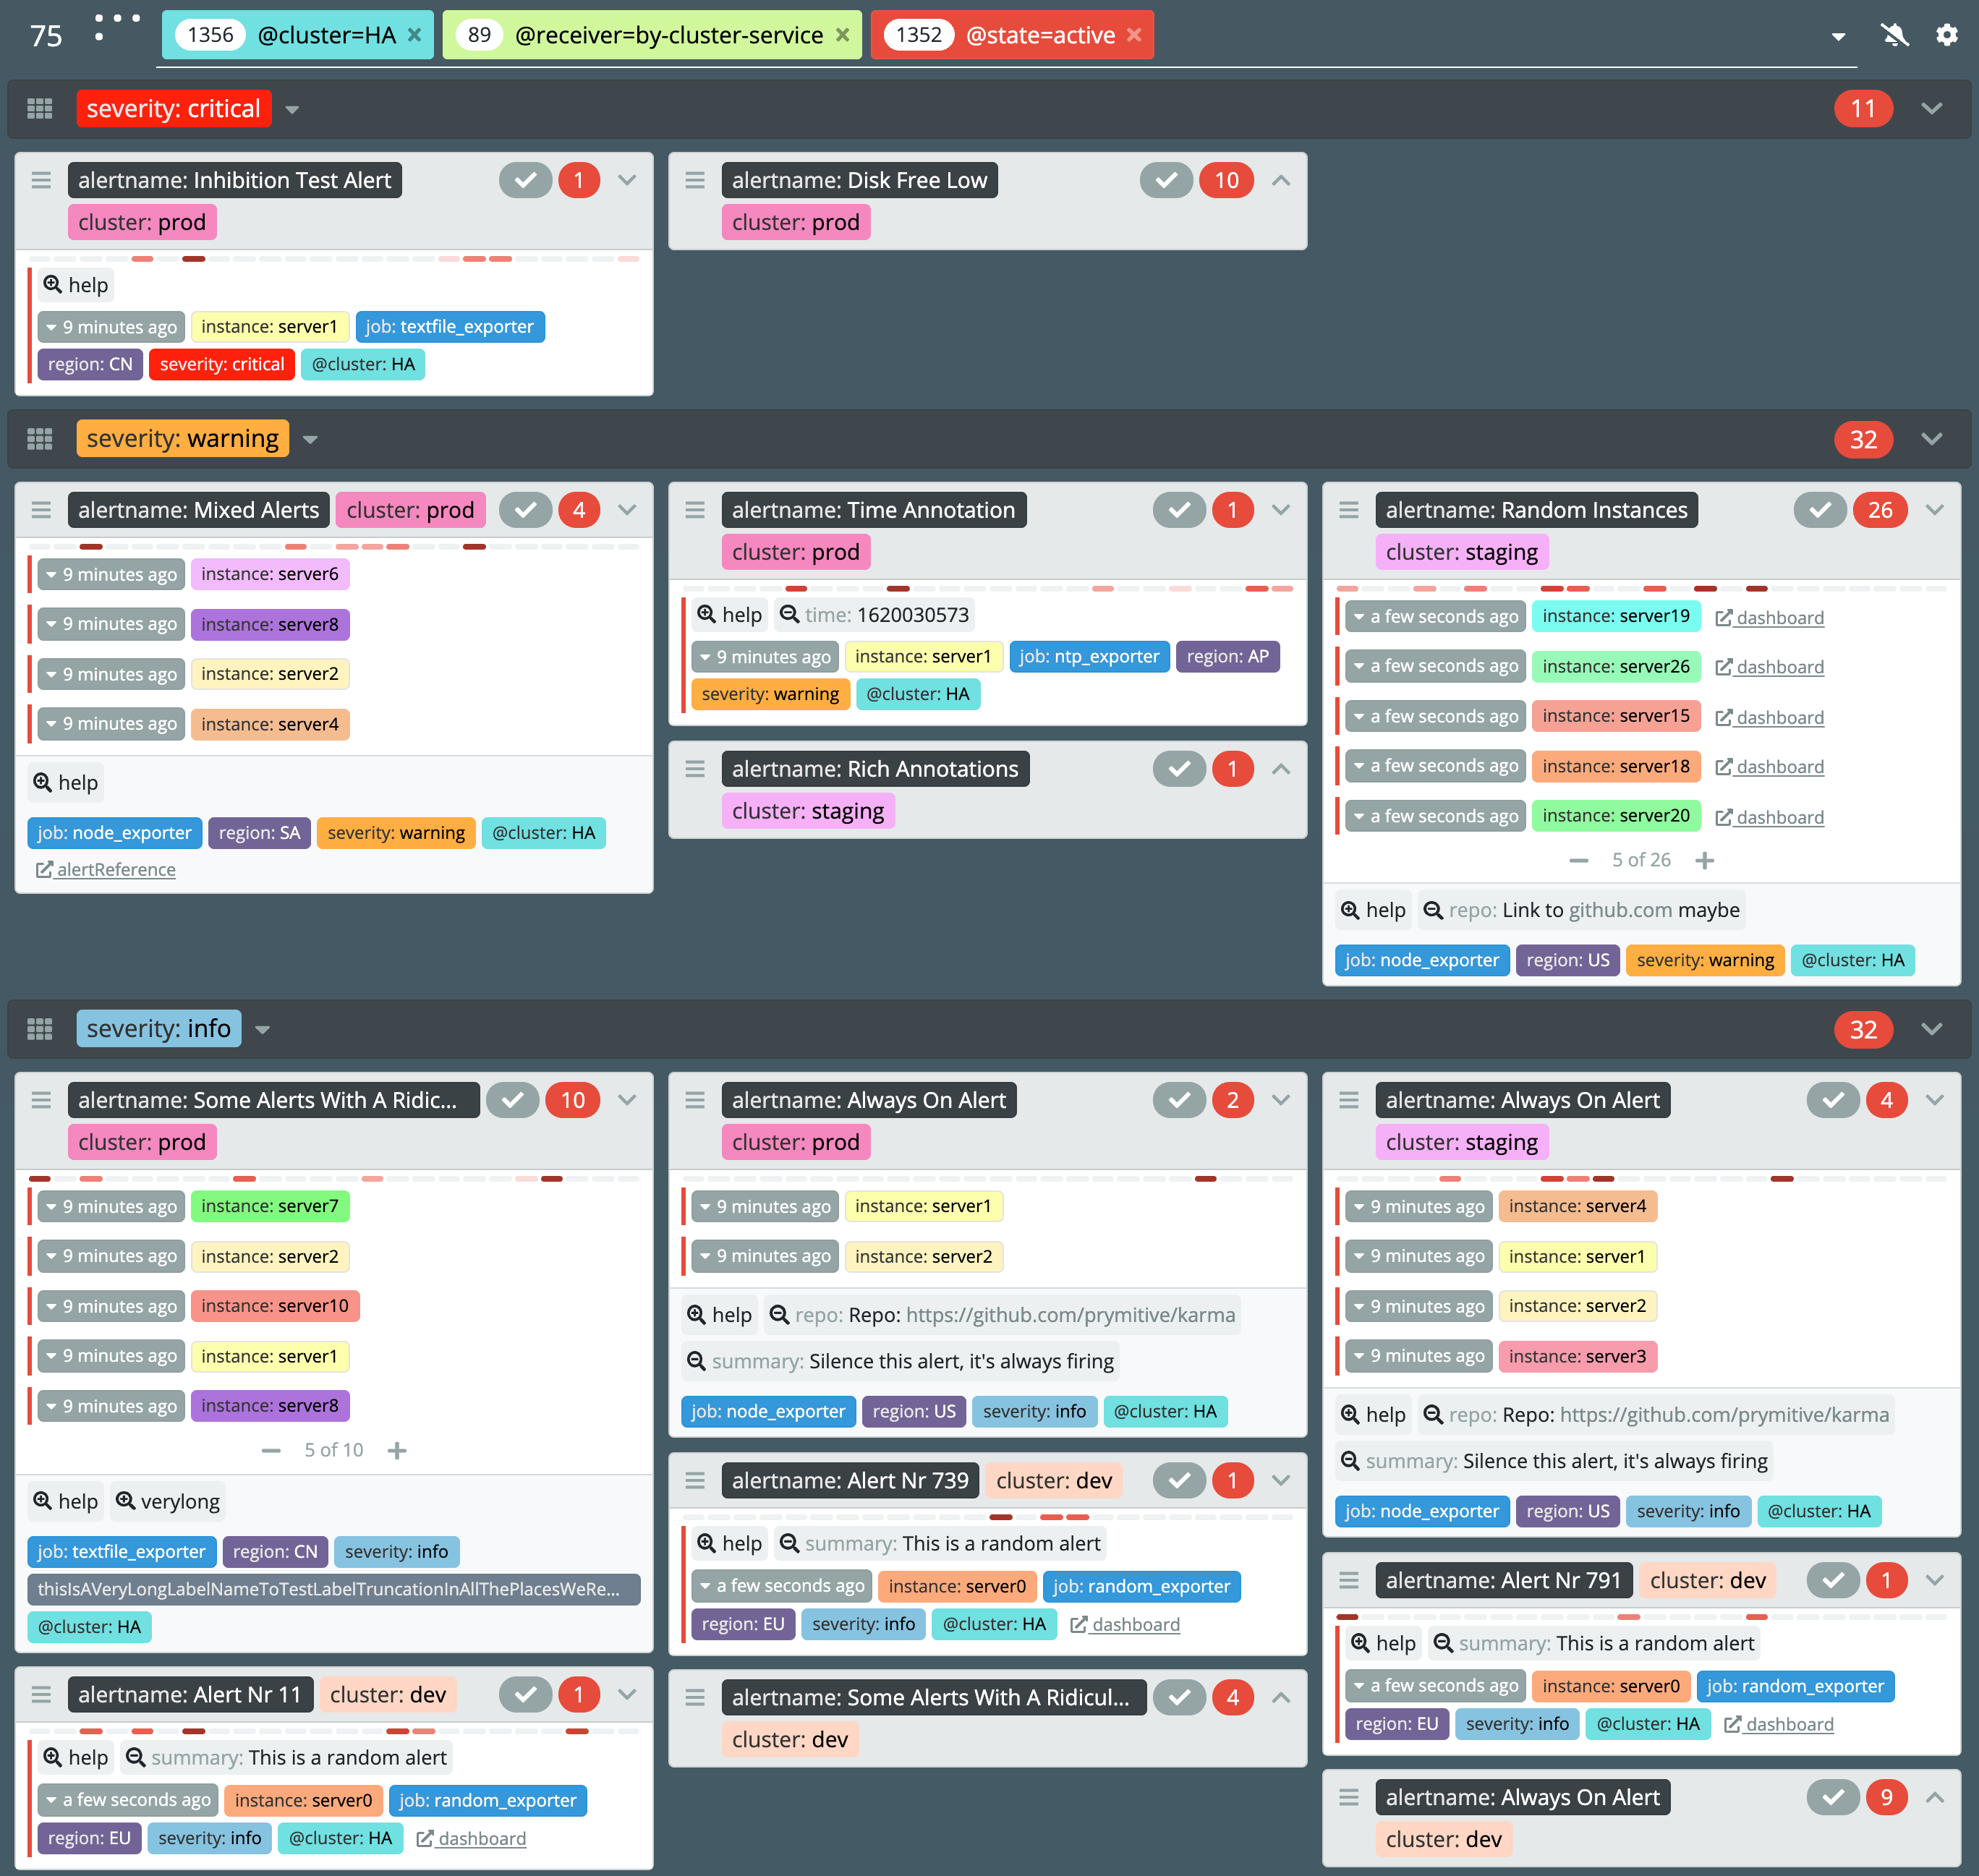 75 1356 @cluster=HA × 89 @receiver=by-cluster-service × 1352 @state=active ×
severity: critical 11
alertname: Inhibition Test Alert 1
cluster: prod
help
9 minutes ago instance: server1 job: textfile_exporter
region: CN severity: critical @cluster: HA
alertname: Disk Free Low 10
cluster: prod
severity: warning 32
alertname: Mixed Alerts cluster: prod 4
9 minutes ago instance: server6
9 minutes ago instance: server8
9 minutes ago instance: server2
9 minutes ago instance: server4
help
job: node_exporter region: SA severity: warning @cluster: HA
alertReference
alertname: Time Annotation 1
cluster: prod
help time: 1620030573
9 minutes ago instance: server1 job: ntp_exporter region: AP
severity: warning @cluster: HA
alertname: Rich Annotations 1
cluster: staging
alertname: Random Instances 26
cluster: staging
a few seconds ago instance: server19 dashboard
a few seconds ago instance: server26 dashboard
a few seconds ago instance: server15 dashboard
a few seconds ago instance: server18 dashboard
a few seconds ago instance: server20 dashboard
5 of 26
help repo: Link to github.com maybe
job: node_exporter region: US severity: warning @cluster: HA
severity: info 32
alertname: Some Alerts With A Ridic... 10
cluster: prod
9 minutes ago instance: server7
9 minutes ago instance: server2
9 minutes ago instance: server10
9 minutes ago instance: server1
9 minutes ago instance: server8
5 of 10
help verylong
job: textfile_exporter region: CN severity: info
thisIsAVeryLongLabelNameToTestLabelTruncationInAllThePlacesWeRe...
@cluster: HA
alertname: Alert Nr 11 cluster: dev 1
help summary: This is a random alert
a few seconds ago instance: server0 job: random_exporter
region: EU severity: info @cluster: HA dashboard
alertname: Always On Alert 2
cluster: prod
9 minutes ago instance: server1
9 minutes ago instance: server2
help repo: Repo: https://github.com/prymitive/karma
summary: Silence this alert, it's always firing
job: node_exporter region: US severity: info @cluster: HA
alertname: Alert Nr 739 cluster: dev 1
help summary: This is a random alert
a few seconds ago instance: server0 job: random_exporter
region: EU severity: info @cluster: HA dashboard
alertname: Some Alerts With A Ridicul... 4
cluster: dev
alertname: Always On Alert 4
cluster: staging
9 minutes ago instance: server4
9 minutes ago instance: server1
9 minutes ago instance: server2
9 minutes ago instance: server3
help repo: Repo: https://github.com/prymitive/karma
summary: Silence this alert, it's always firing
job: node_exporter region: US severity: info @cluster: HA
alertname: Alert Nr 791 cluster: dev 1
help summary: This is a random alert
a few seconds ago instance: server0 job: random_exporter
region: EU severity: info @cluster: HA dashboard
alertname: Always On Alert 9
cluster: dev